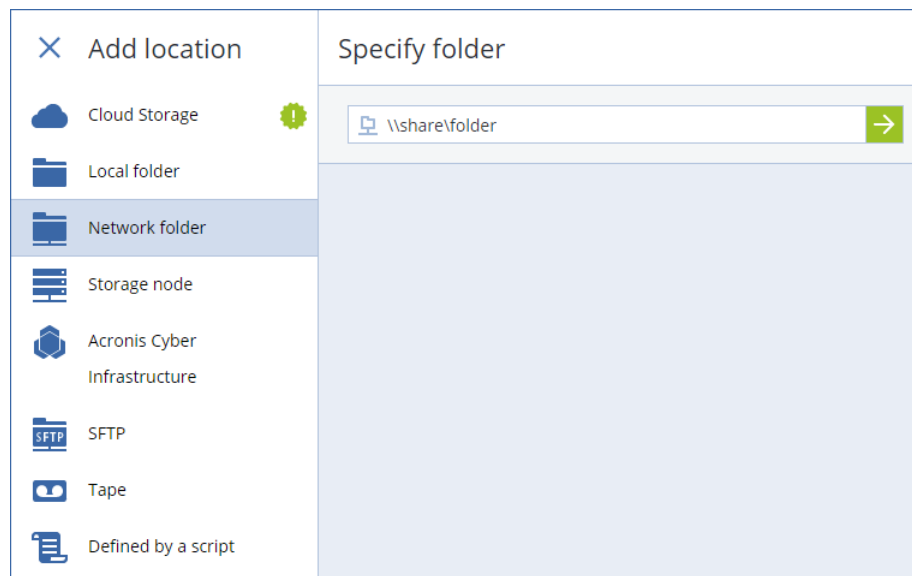 Add location
Cloud Storage
Local folder
Network folder
Storage node
Acronis Cyber
Infrastructure
SFTP
SFTP
Tape
Defined by a script
Specify folder
\\share\folder